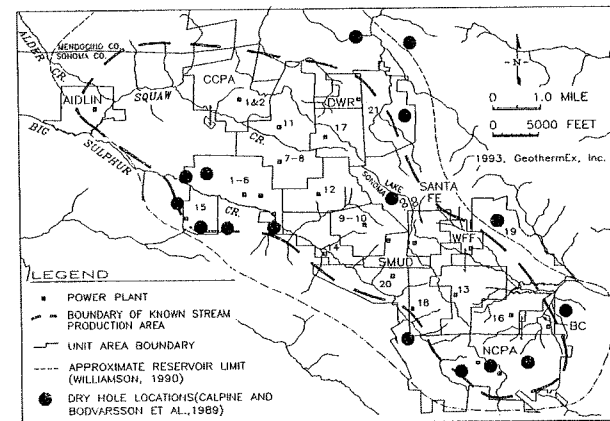 ALDER CR.
MENDOCINO CO.
SONOMA CO.
CCPA
AIDLIN
SQUAW
CR.
1&2
DWR
21
11
17
N
0 1.0 MILE
0 5000 FEET
1993, GeothermEx, Inc.
BIG SULPHUR
CR.
7-8
1-6
12
LAKE CO.
SONOMA CO.
SANTA FE
15
9-10
WFF
19
14
SMUD
20
13
18
16
BC
NCPA
LEGEND
POWER PLANT
BOUNDARY OF KNOWN STREAM
PRODUCTION AREA
UNIT AREA BOUNDARY
APPROXIMATE RESERVOIR LIMIT
(WILLIAMSON, 1990)
DRY HOLE LOCATIONS(CALPINE AND
BODVARSSON ET AL.,1989)